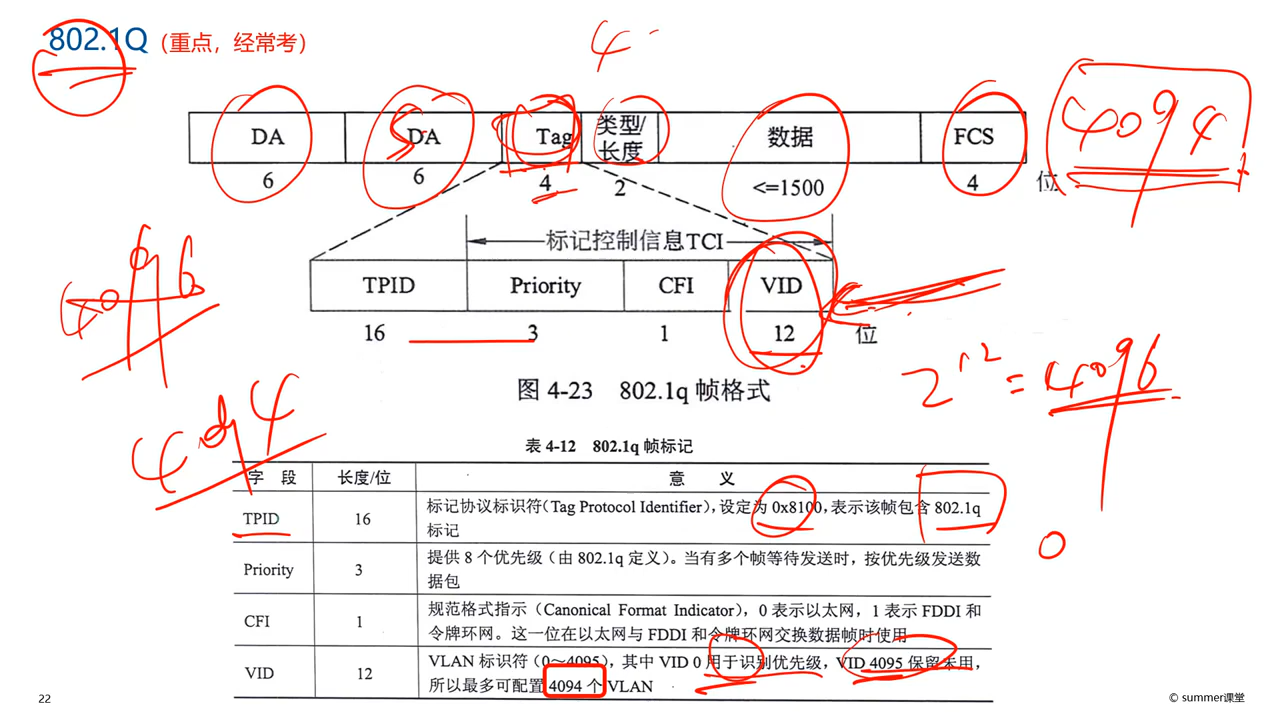 802.1Q（重点，经常考）
4
DA DA Tag 类型/长度 数据 FCS
S
4094
6 6 4 2 <=1500 4 位
标记控制信息TCI
TPID Priority CFI VID
16 3 1 12 位
4096
2^12=4096
图 4-23 802.1q 帧格式
4094
表 4-12 802.1q 帧标记
字 段 长度/位 意 义
TPID 16 标记协议标识符(Tag Protocol Identifier)，设定为 0x8100，表示该帧包含 802.1q
标记
0
Priority 3 提供 8 个优先级（由 802.1q 定义）。当有多个帧等待发送时，按优先级发送数
据包
CFI 1 规范格式指示（Canonical Format Indicator），0 表示以太网，1 表示 FDDI 和
令牌环网。这一位在以太网与 FDDI 和令牌环网交换数据帧时使用
VID 12 VLAN 标识符（0～4095），其中 VID 0 用于识别优先级，VID 4095 保留未用，
所以最多可配置 4094 个 VLAN
22
© summer课堂